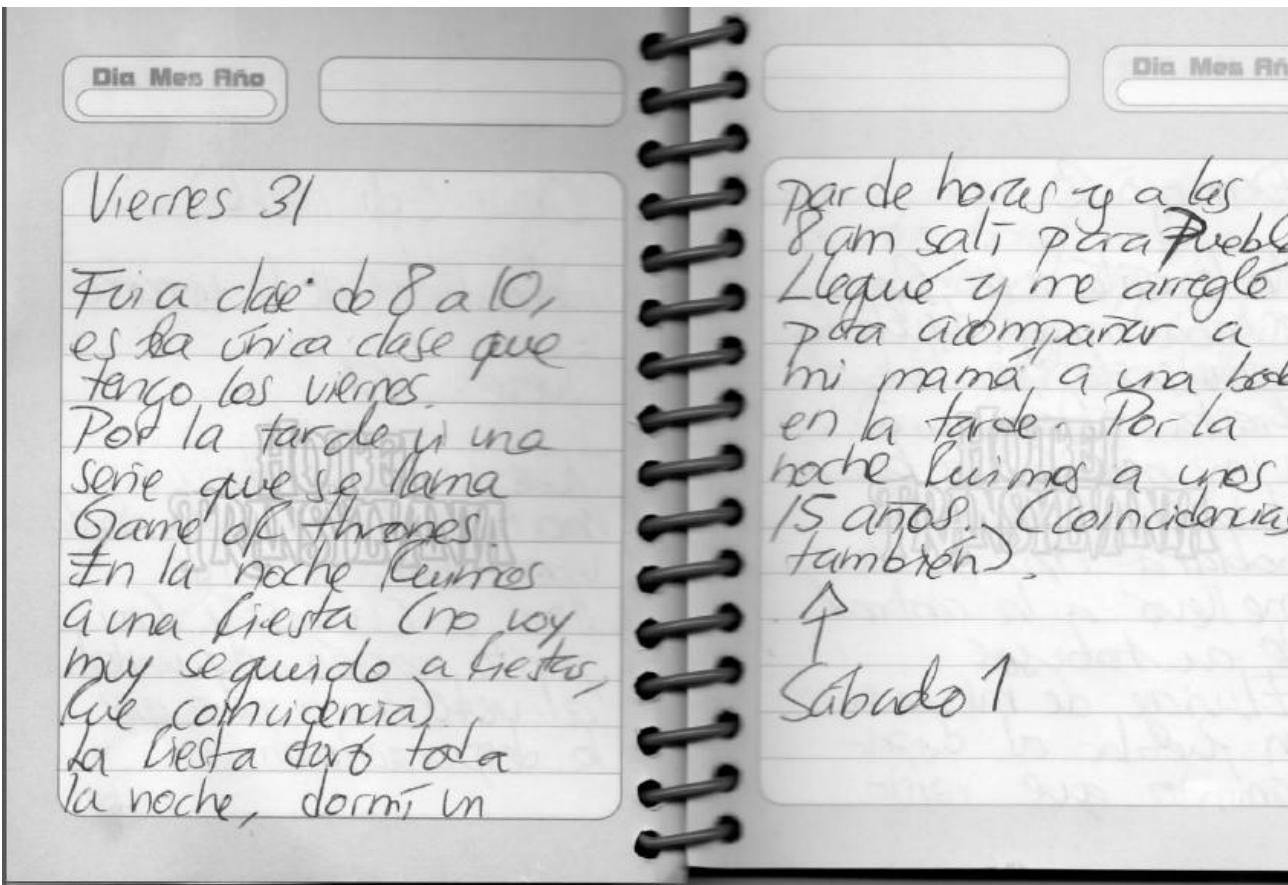 Dia Mes Año
Viernes 31
Fui a clase de 8 a 10,
es la única clase que
tengo los viernes.
Por la tarde vi una
serie que se llama
Game of thrones.
En la noche fuimos
a una fiesta (no voy
muy seguido a fiestas,
fue coincidencia)
La fiesta duró toda
la noche, dormí un
Dia Mes Añ
par de horas y a las
8 am salí para Puebla
Llegué y me arreglé
para acompañar a
mi mamá a una boda
en la tarde. Por la
noche fuimos a unos
15 años. (coincidencias
también).
Sábado 1